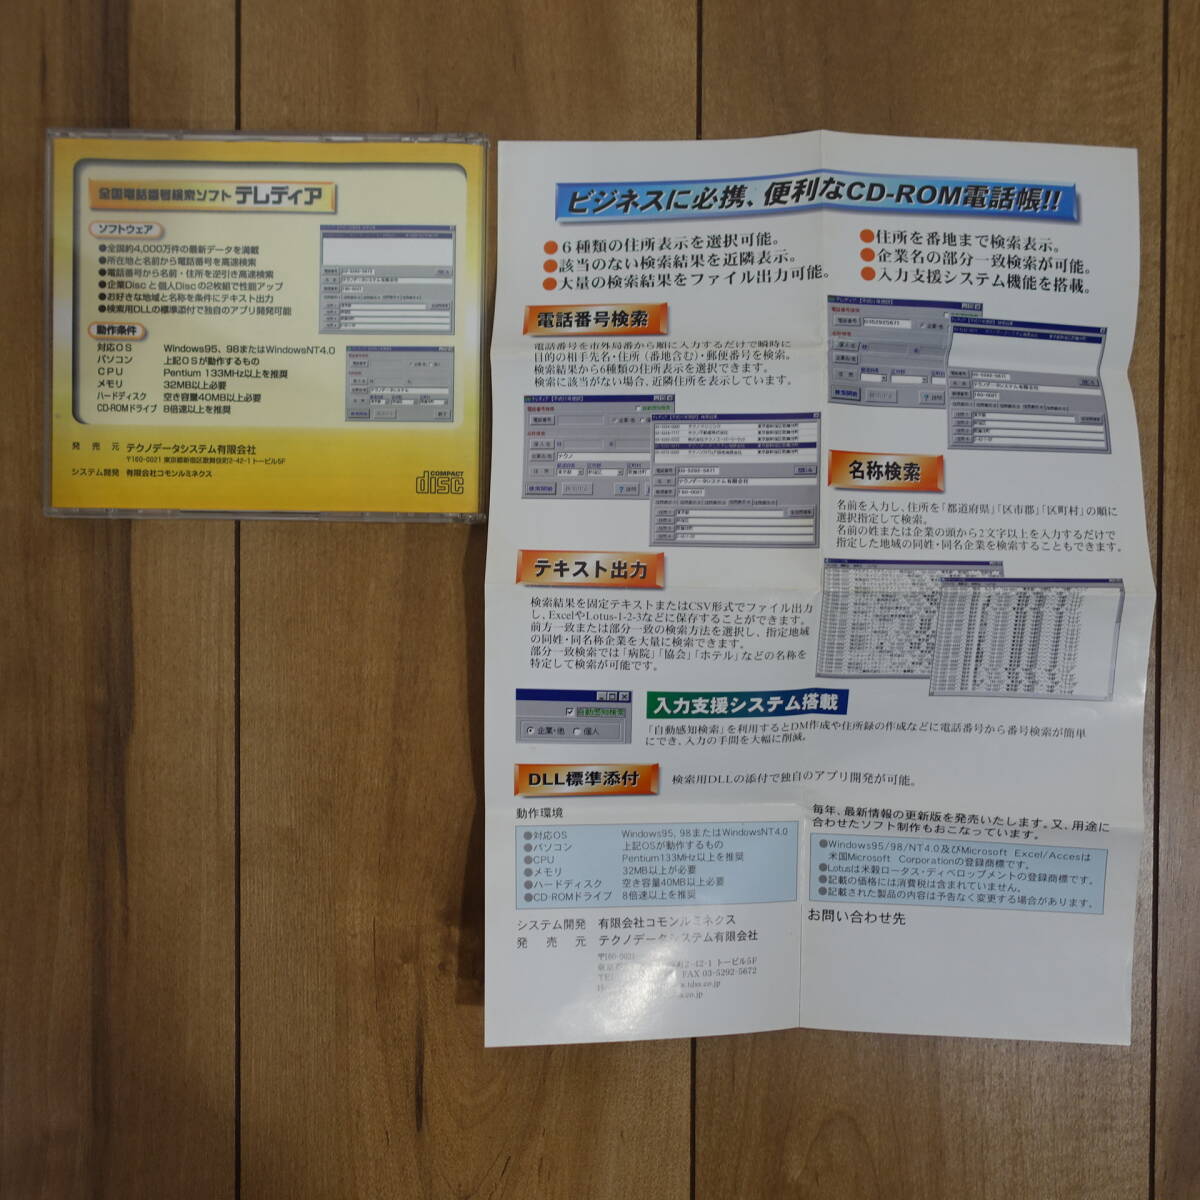 全国電話番号検索ソフト テレディア
ソフトウェア
●全国約4,000万件の最新データを満載
●所在地と名前から電話番号を高速検索
●電話番号から名前・住所を逆引き高速検索
●企業Discと個人Discの2枚組で性能アップ
●お好きな地域と名称を条件にテキスト出力
●検索用DLLの標準添付で独自のアプリ開発可能
動作条件
対応OS Windows95、98またはWindowsNT4.0
パソコン 上記OSが動作するもの
CPU Pentium 133MHz以上を推奨
メモリ 32MB以上必要
ハードディスク 空き容量40MB以上必要
CD-ROMドライブ 8倍速以上を推奨
発売元 テクノデータシステム有限会社
〒160-0021 東京都新宿区歌舞伎町2-42-1 トービル5F
システム開発 有限会社コモンルミネクス
COMPACT
disc
ビジネスに必携、便利なCD-ROM電話帳!!
●6種類の住所表示を選択可能。
●該当のない検索結果を近隣表示。
●大量の検索結果をファイル出力可能。
●住所を番地まで検索表示。
●企業名の部分一致検索が可能。
●入力支援システム機能を搭載。
電話番号検索
電話番号を市外局番から順に入力するだけで瞬時に
目的の相手先名・住所（番地含む）・郵便番号を検索。
検索結果から6種類の住所表示を選択できます。
検索に該当がない場合、近隣住所を表示しています。
名称検索
名前を入力し、住所を「都道府県」「区市郡」「区町村」の順に
選択指定して検索。
名前の姓または企業の頭から2文字以上を入力するだけで
指定した地域の同姓・同名企業を検索することもできます。
テキスト出力
検索結果を固定テキストまたはCSV形式でファイル出力
し、ExcelやLotus-1-2-3などに保存することができます。
前方一致または部分一致の検索方法を選択し、指定地域
の同姓・同名称企業を大量に検索できます。
部分一致検索では「病院」「協会」「ホテル」などの名称を
特定して検索が可能です。
自動感知検索
企業・他 個人
入力支援システム搭載
「自動感知検索」を利用するとDM作成や住所録の作成などに電話番号から番号検索が簡単
にでき、入力の手間を大幅に削減。
DLL標準添付
検索用DLLの添付で独自のアプリ開発が可能。
動作環境
●対応OS Windows95, 98またはWindowsNT4.0
●パソコン 上記OSが動作するもの
●CPU Pentium133MHz以上を推奨
●メモリ 32MB以上が必要
●ハードディスク 空き容量40MB以上必要
●CD-ROMドライブ 8倍速以上を推奨
システム開発 有限会社コモンルミネクス
発売元 テクノデータシステム有限会社
〒160-0021
2-42-1 トービル5F
TEL FAX 03-5292-5672
.tdss.co.jp
s.co.jp
毎年、最新情報の更新版を発売いたします。又、用途に
合わせたソフト制作もおこなっています。
●Windows95/98/NT4.0及びMicrosoft Excel/Accesは
米国Microsoft Corporationの登録商標です。
●Lotusは米穀ロータス・ディベロップメントの登録商標です。
●記載の価格には消費税は含まれていません。
●記載された製品の内容は予告なく変更する場合があります。
お問い合わせ先